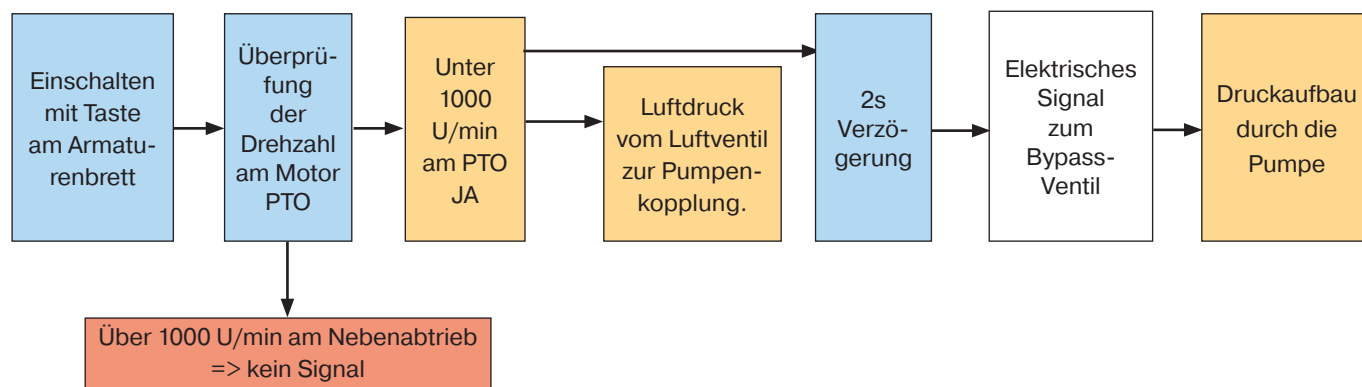 Einschalten
mit Taste
am Armatu-
renbrett
Überprü-
fung
der
Drehzahl
am Motor
PTO
Unter
1000
U/min
am PTO
JA
Luftdruck
vom Luftventil
zur Pumpen-
kopplung.
2s
Verzö-
gerung
Elektrisches
Signal
zum
Bypass-
Ventil
Druckaufbau
durch die
Pumpe
Über 1000 U/min am Nebenabtrieb
=> kein Signal